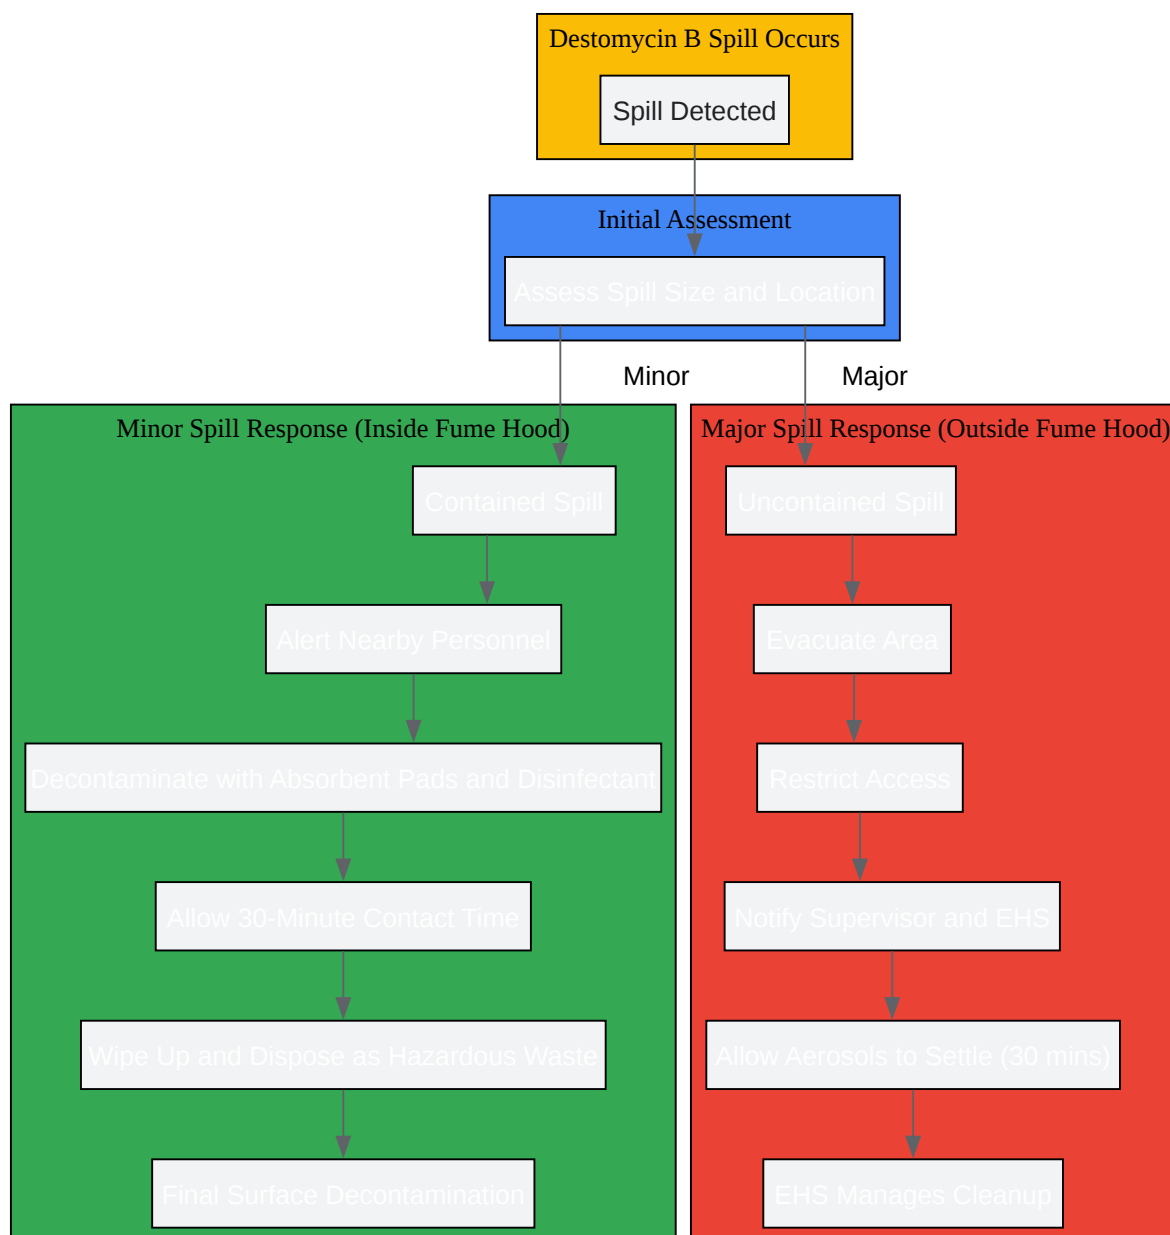 Destomycin B Spill Occurs
Spill Detected
Initial Assessment
Assess Spill Size and Location
Minor
Major
Minor Spill Response (Inside Fume Hood)
Contained Spill
Alert Nearby Personnel
Decontaminate with Absorbent Pads and Disinfectant
Allow 30-Minute Contact Time
Wipe Up and Dispose as Hazardous Waste
Final Surface Decontamination
Major Spill Response (Outside Fume Hood)
Uncontained Spill
Evacuate Area
Restrict Access
Notify Supervisor and EHS
Allow Aerosols to Settle (30 mins)
EHS Manages Cleanup